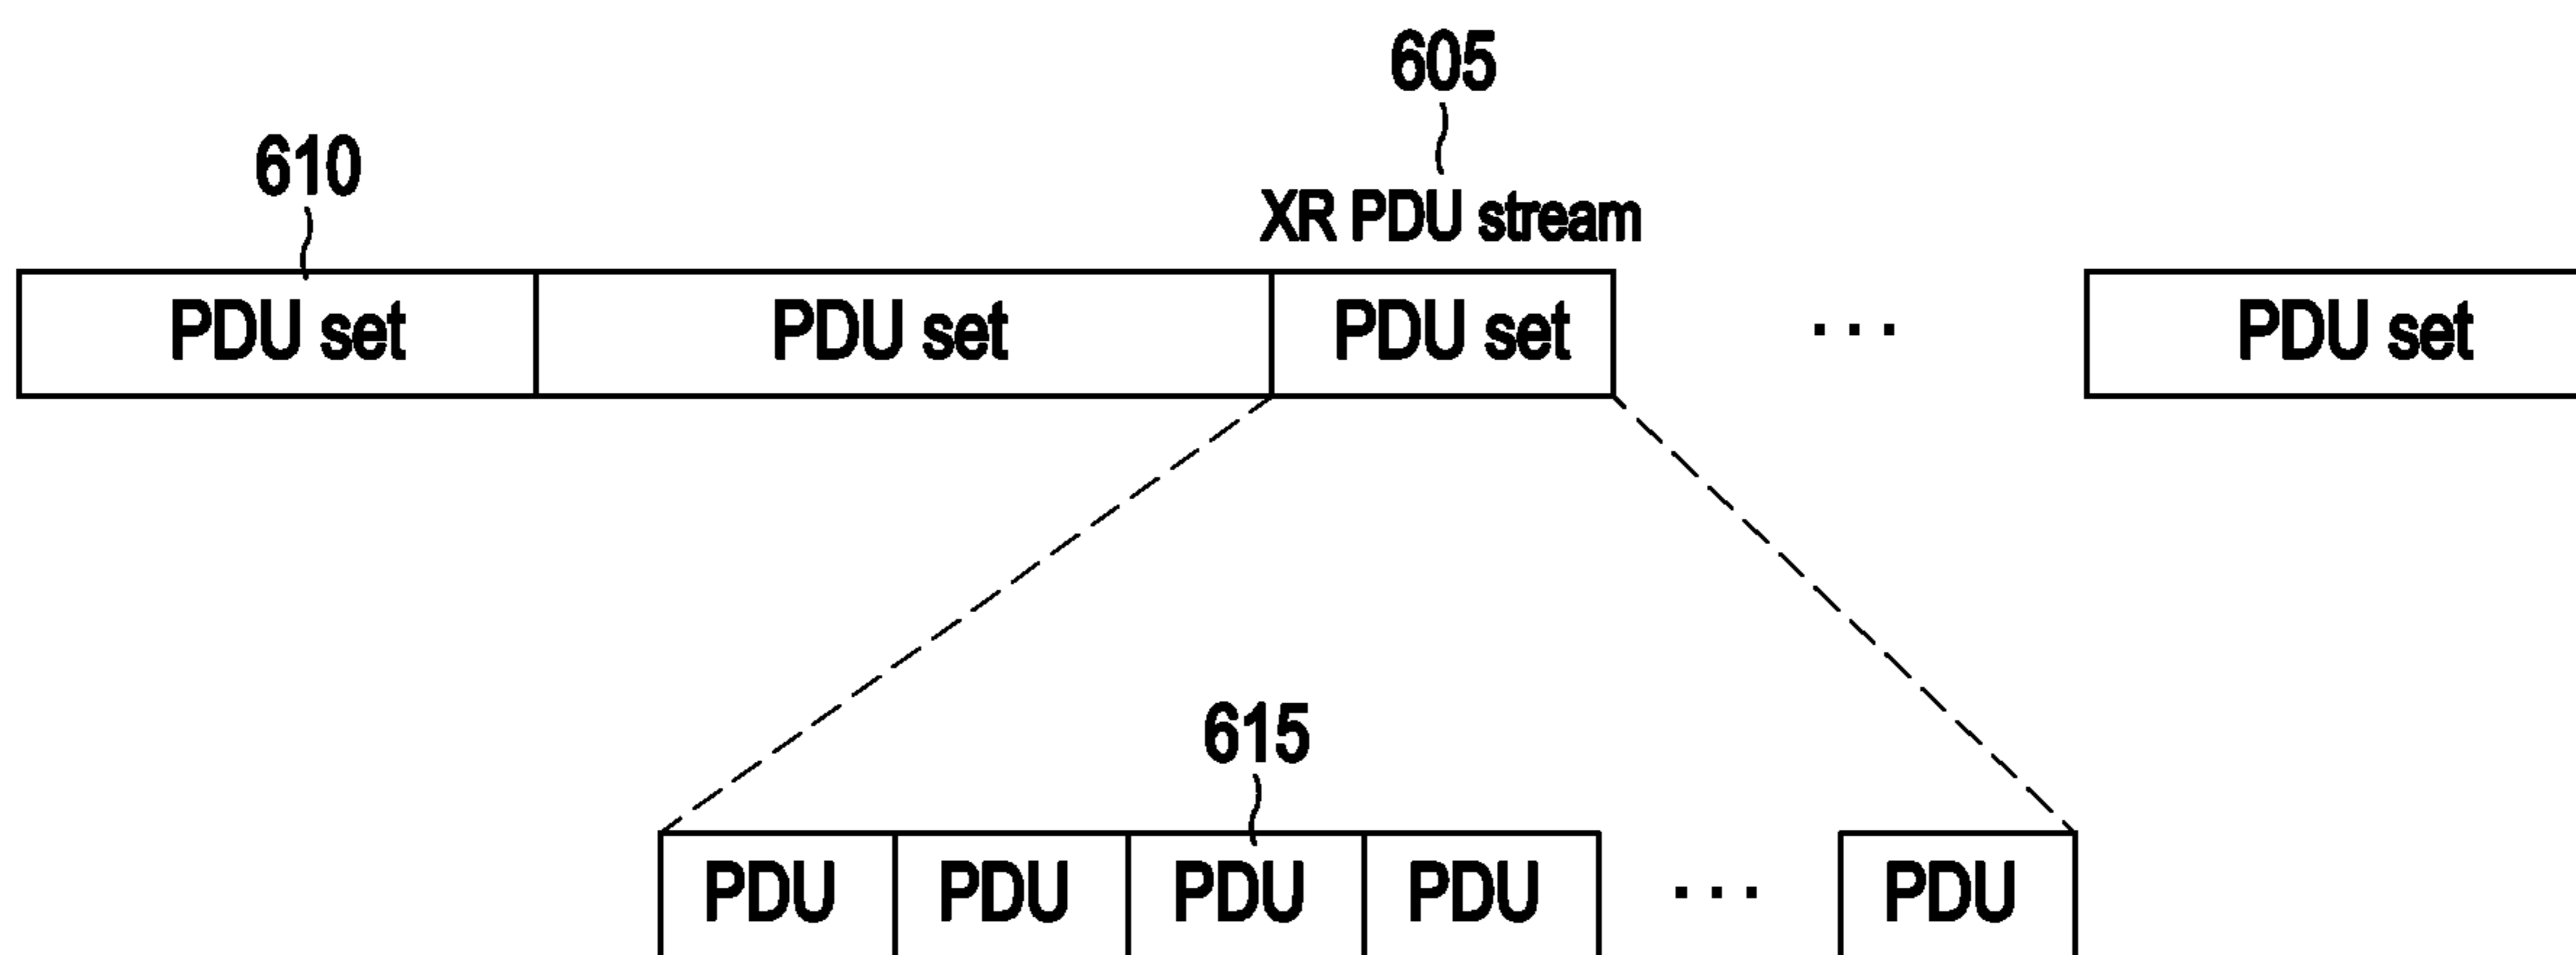 605
610
XR PDU stream
PDU set PDU set PDU set ... PDU set
615
PDU PDU PDU PDU ... PDU